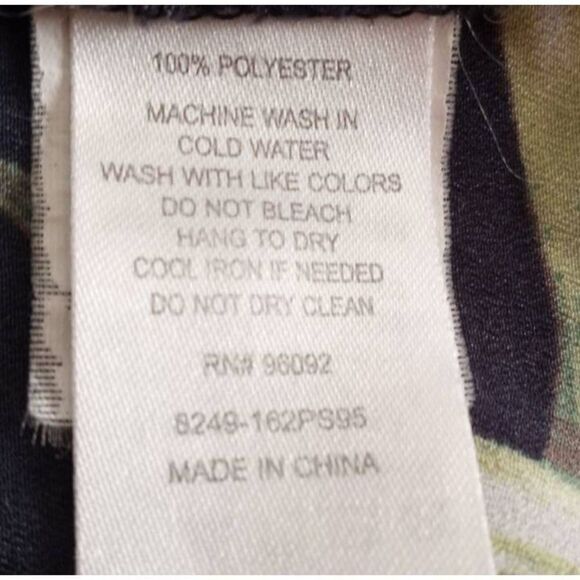 100% POLYESTER
MACHINE WASH IN
COLD WATER
WASH WITH LIKE COLORS
DO NOT BLEACH
HANG TO DRY
COOL IRON IF NEEDED
DO NOT DRY CLEAN
RN# 96092
8249-162PS95
MADE IN CHINA